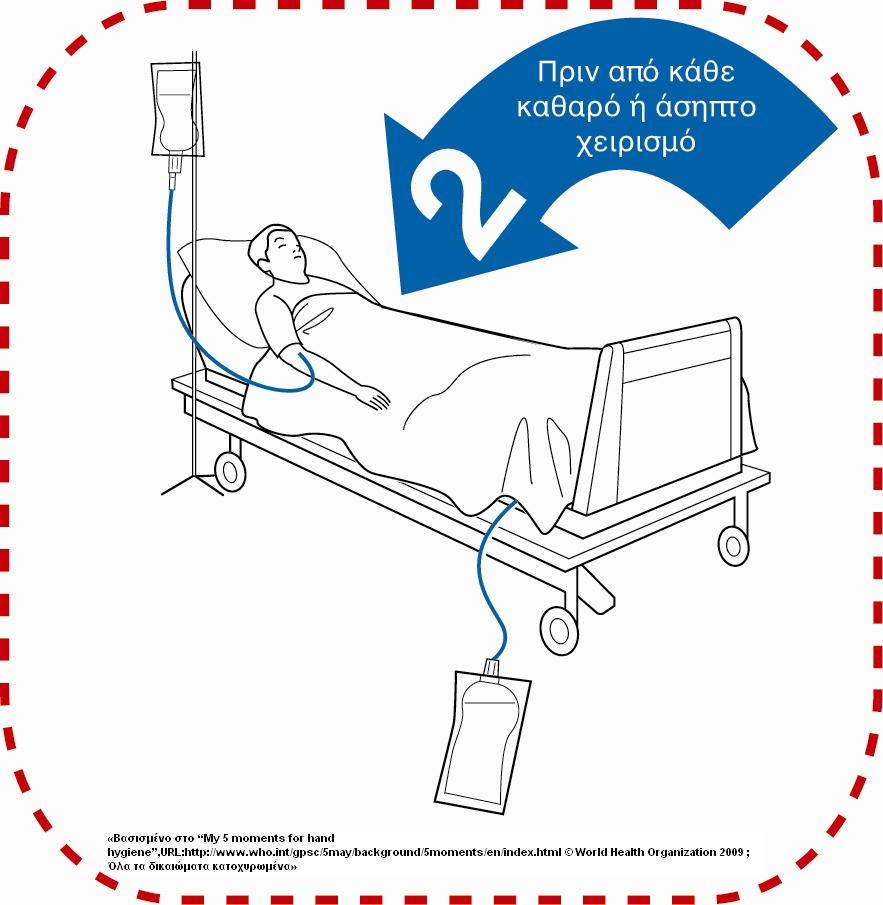 Πριν από κάθε
καθαρό ή άσηπτο
χειρισμό
2
«Βασισμένο στο “My 5 moments for hand
hygiene”,URL:http://www.who.int/gpsc/5may/background/5moments/en/index.html © World Health Organization 2009 ;
Όλα τα δικαιώματα κατοχυρωμένα»